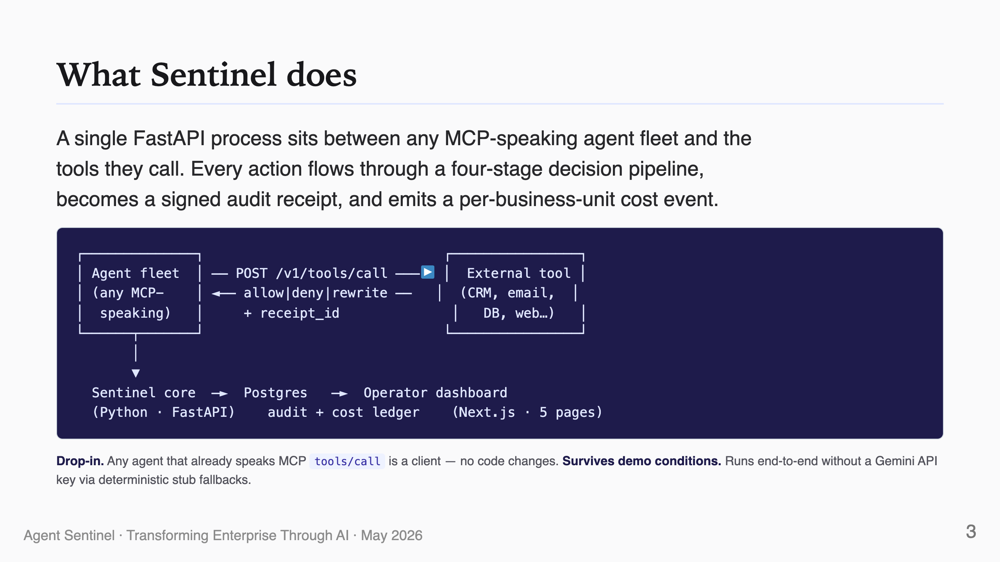 What Sentinel does
A single FastAPI process sits between any MCP-speaking agent fleet and the
tools they call. Every action flows through a four-stage decision pipeline,
becomes a signed audit receipt, and emits a per-business-unit cost event.
Agent fleet —— POST /v1/tools/call ———▶ External tool
(any MCP— ◄—— allow|deny|rewrite —— (CRM, email,
speaking) + receipt_id DB, web…)
▼
Sentinel core —► Postgres —► Operator dashboard
(Python · FastAPI) audit + cost ledger (Next.js · 5 pages)
Drop-in. Any agent that already speaks MCP tools/call is a client — no code changes. Survives demo conditions. Runs end-to-end without a Gemini API
key via deterministic stub fallbacks.
Agent Sentinel · Transforming Enterprise Through AI · May 2026
3